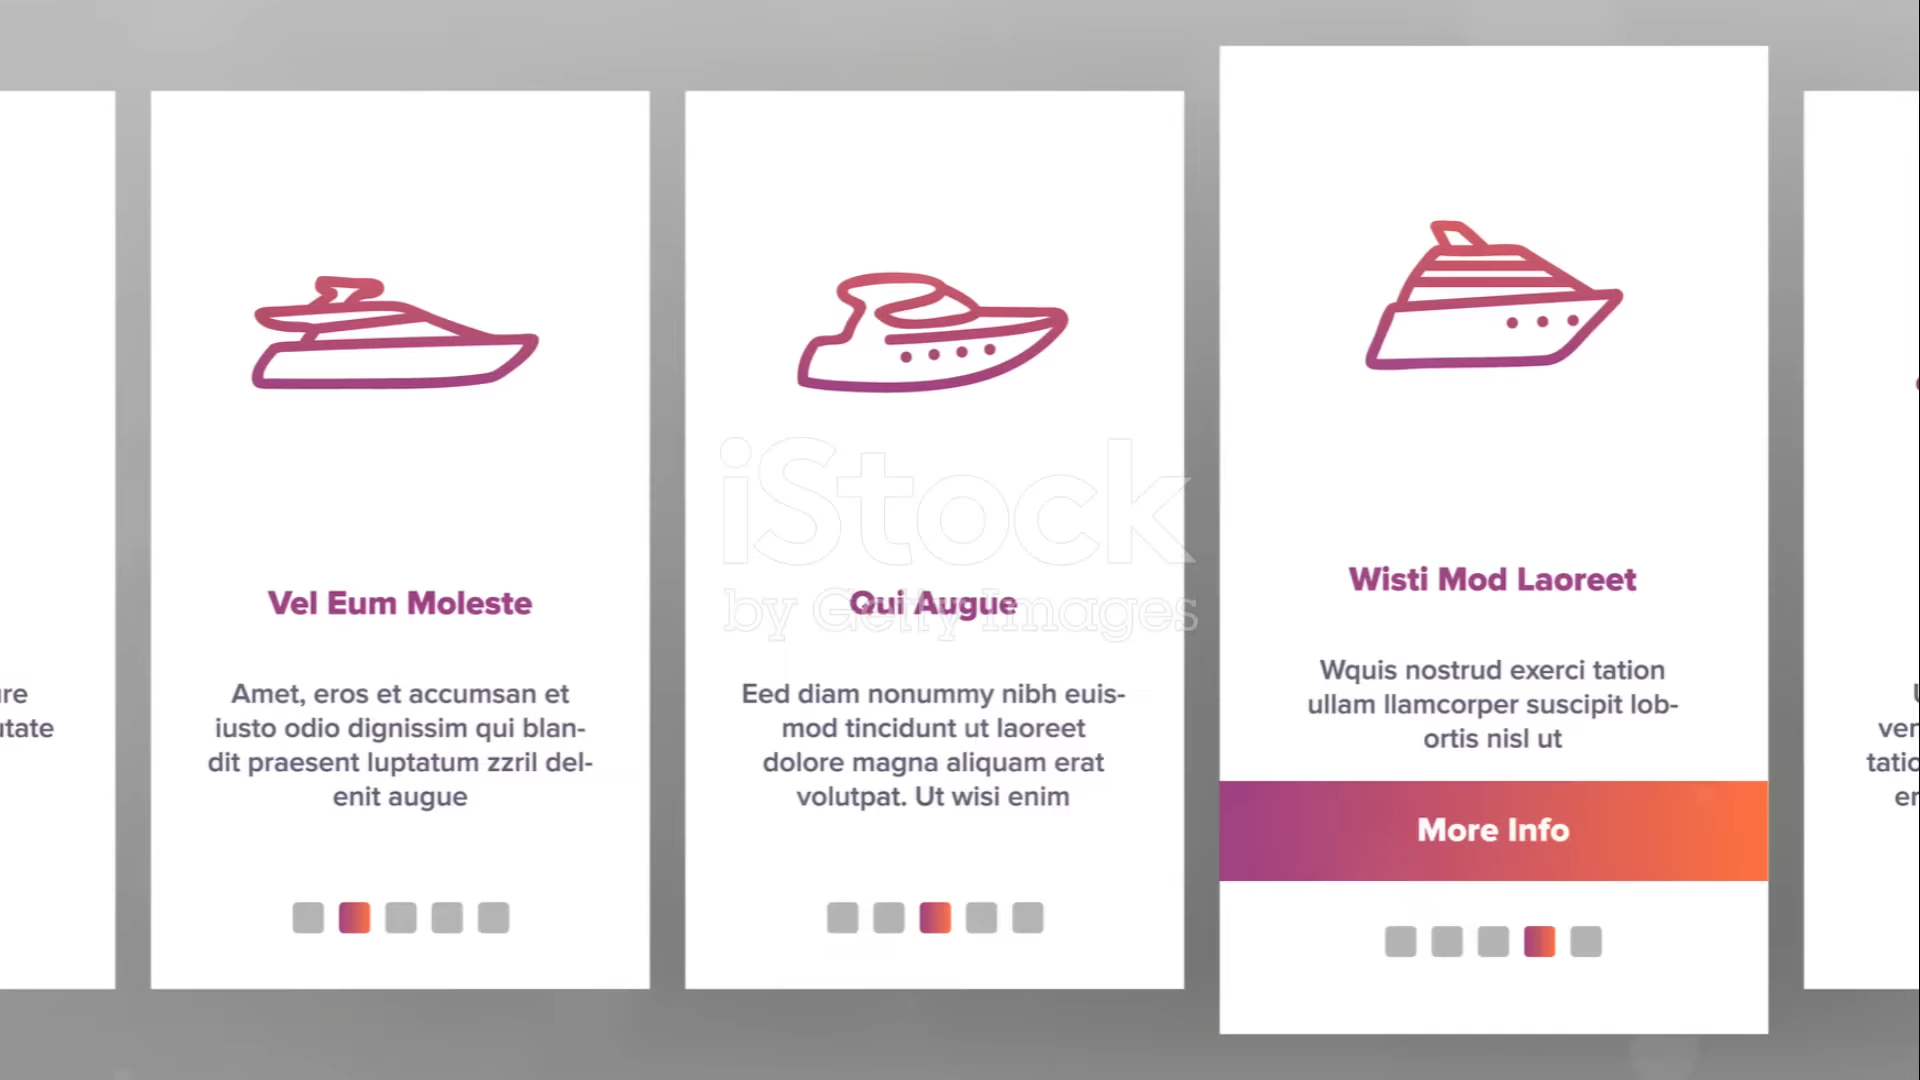 Vel Eum Moleste
Amet, eros et accumsan et
iusto odio dignissim qui blan-
dit praesent luptatum zzril del-
enit augue
iStock
by Getty Images
Qui Augue
Eed diam nonummy nibh euis-
mod tincidunt ut laoreet
dolore magna aliquam erat
volutpat. Ut wisi enim
Wisti Mod Laoreet
Wquis nostrud exerci tation
ullam llamcorper suscipit lob-
ortis nisl ut
More Info